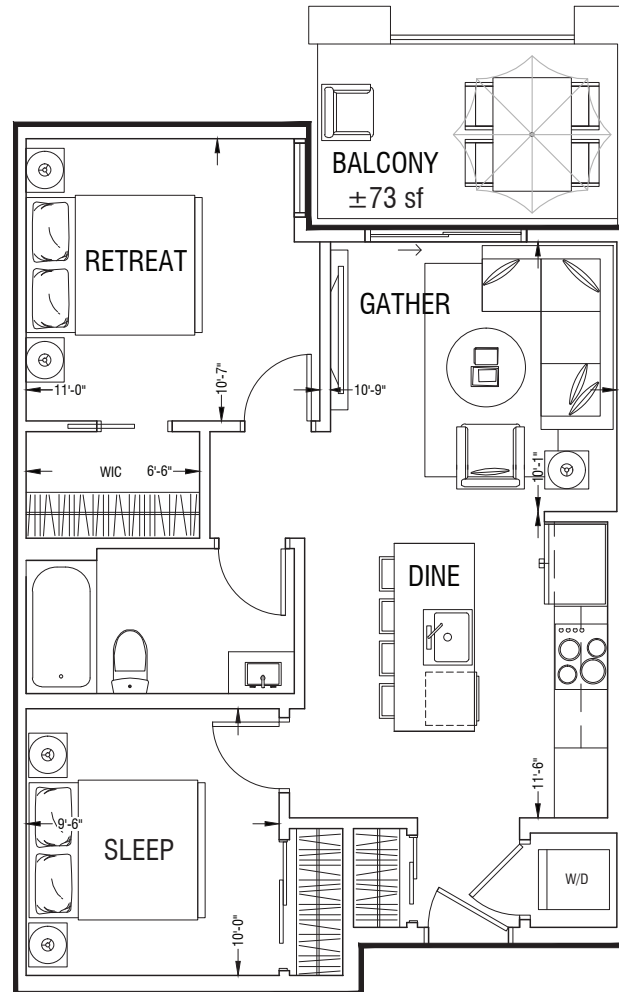 BALCONY
±73 sf
RETREAT
GATHER
11'-0"
10'-7"
10'-9"
10'-1"
WIC
6'-6"
DINE
11'-6"
9'-6"
SLEEP
10'-0"
W/D